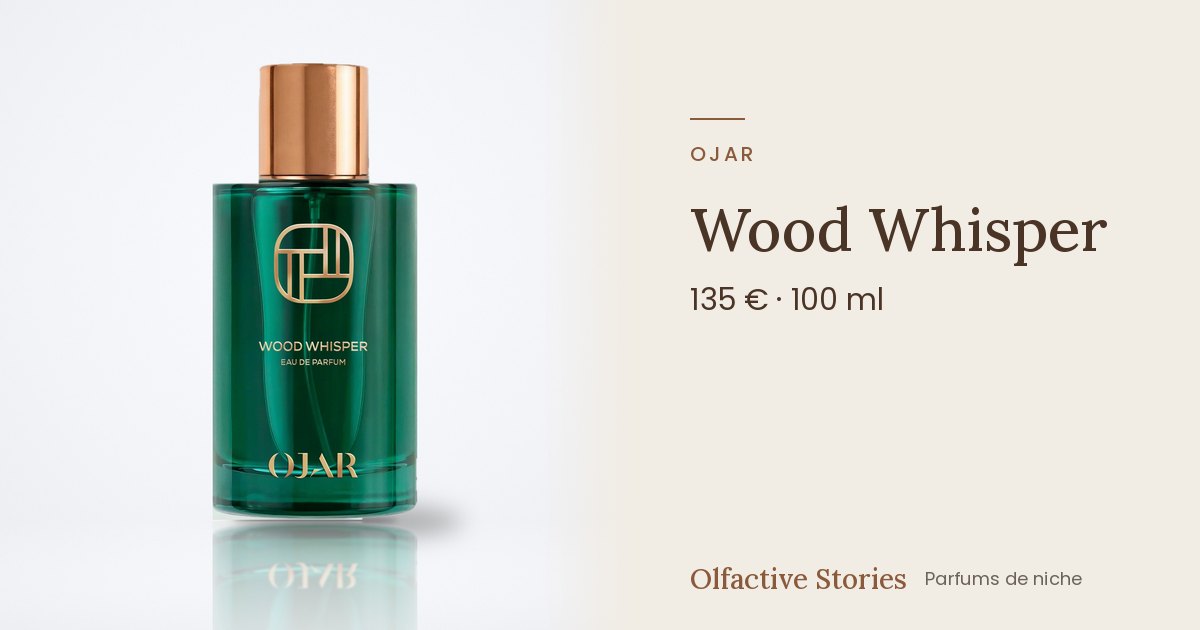 WOOD WHISPER
EAU DE PARFUM
OJAR
OJAR
Wood Whisper
135 € · 100 ml
Olfactive Stories Parfums de niche